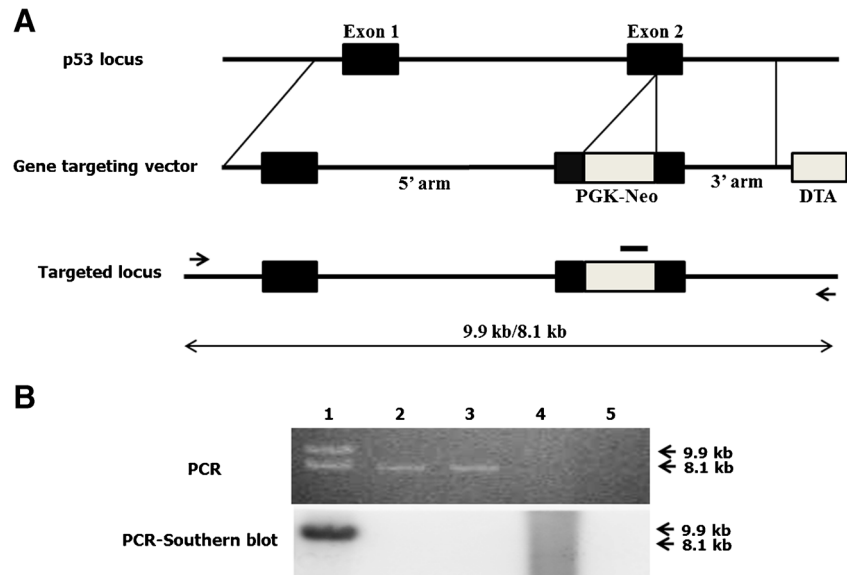 A
Exon 1 Exon 2
p53 locus
Gene targeting vector
5' arm 3' arm
PGK-Neo DTA
Targeted locus
9.9 kb/8.1 kb
B
1 2 3 4 5
PCR
9.9 kb
8.1 kb
PCR-Southern blot
9.9 kb
8.1 kb